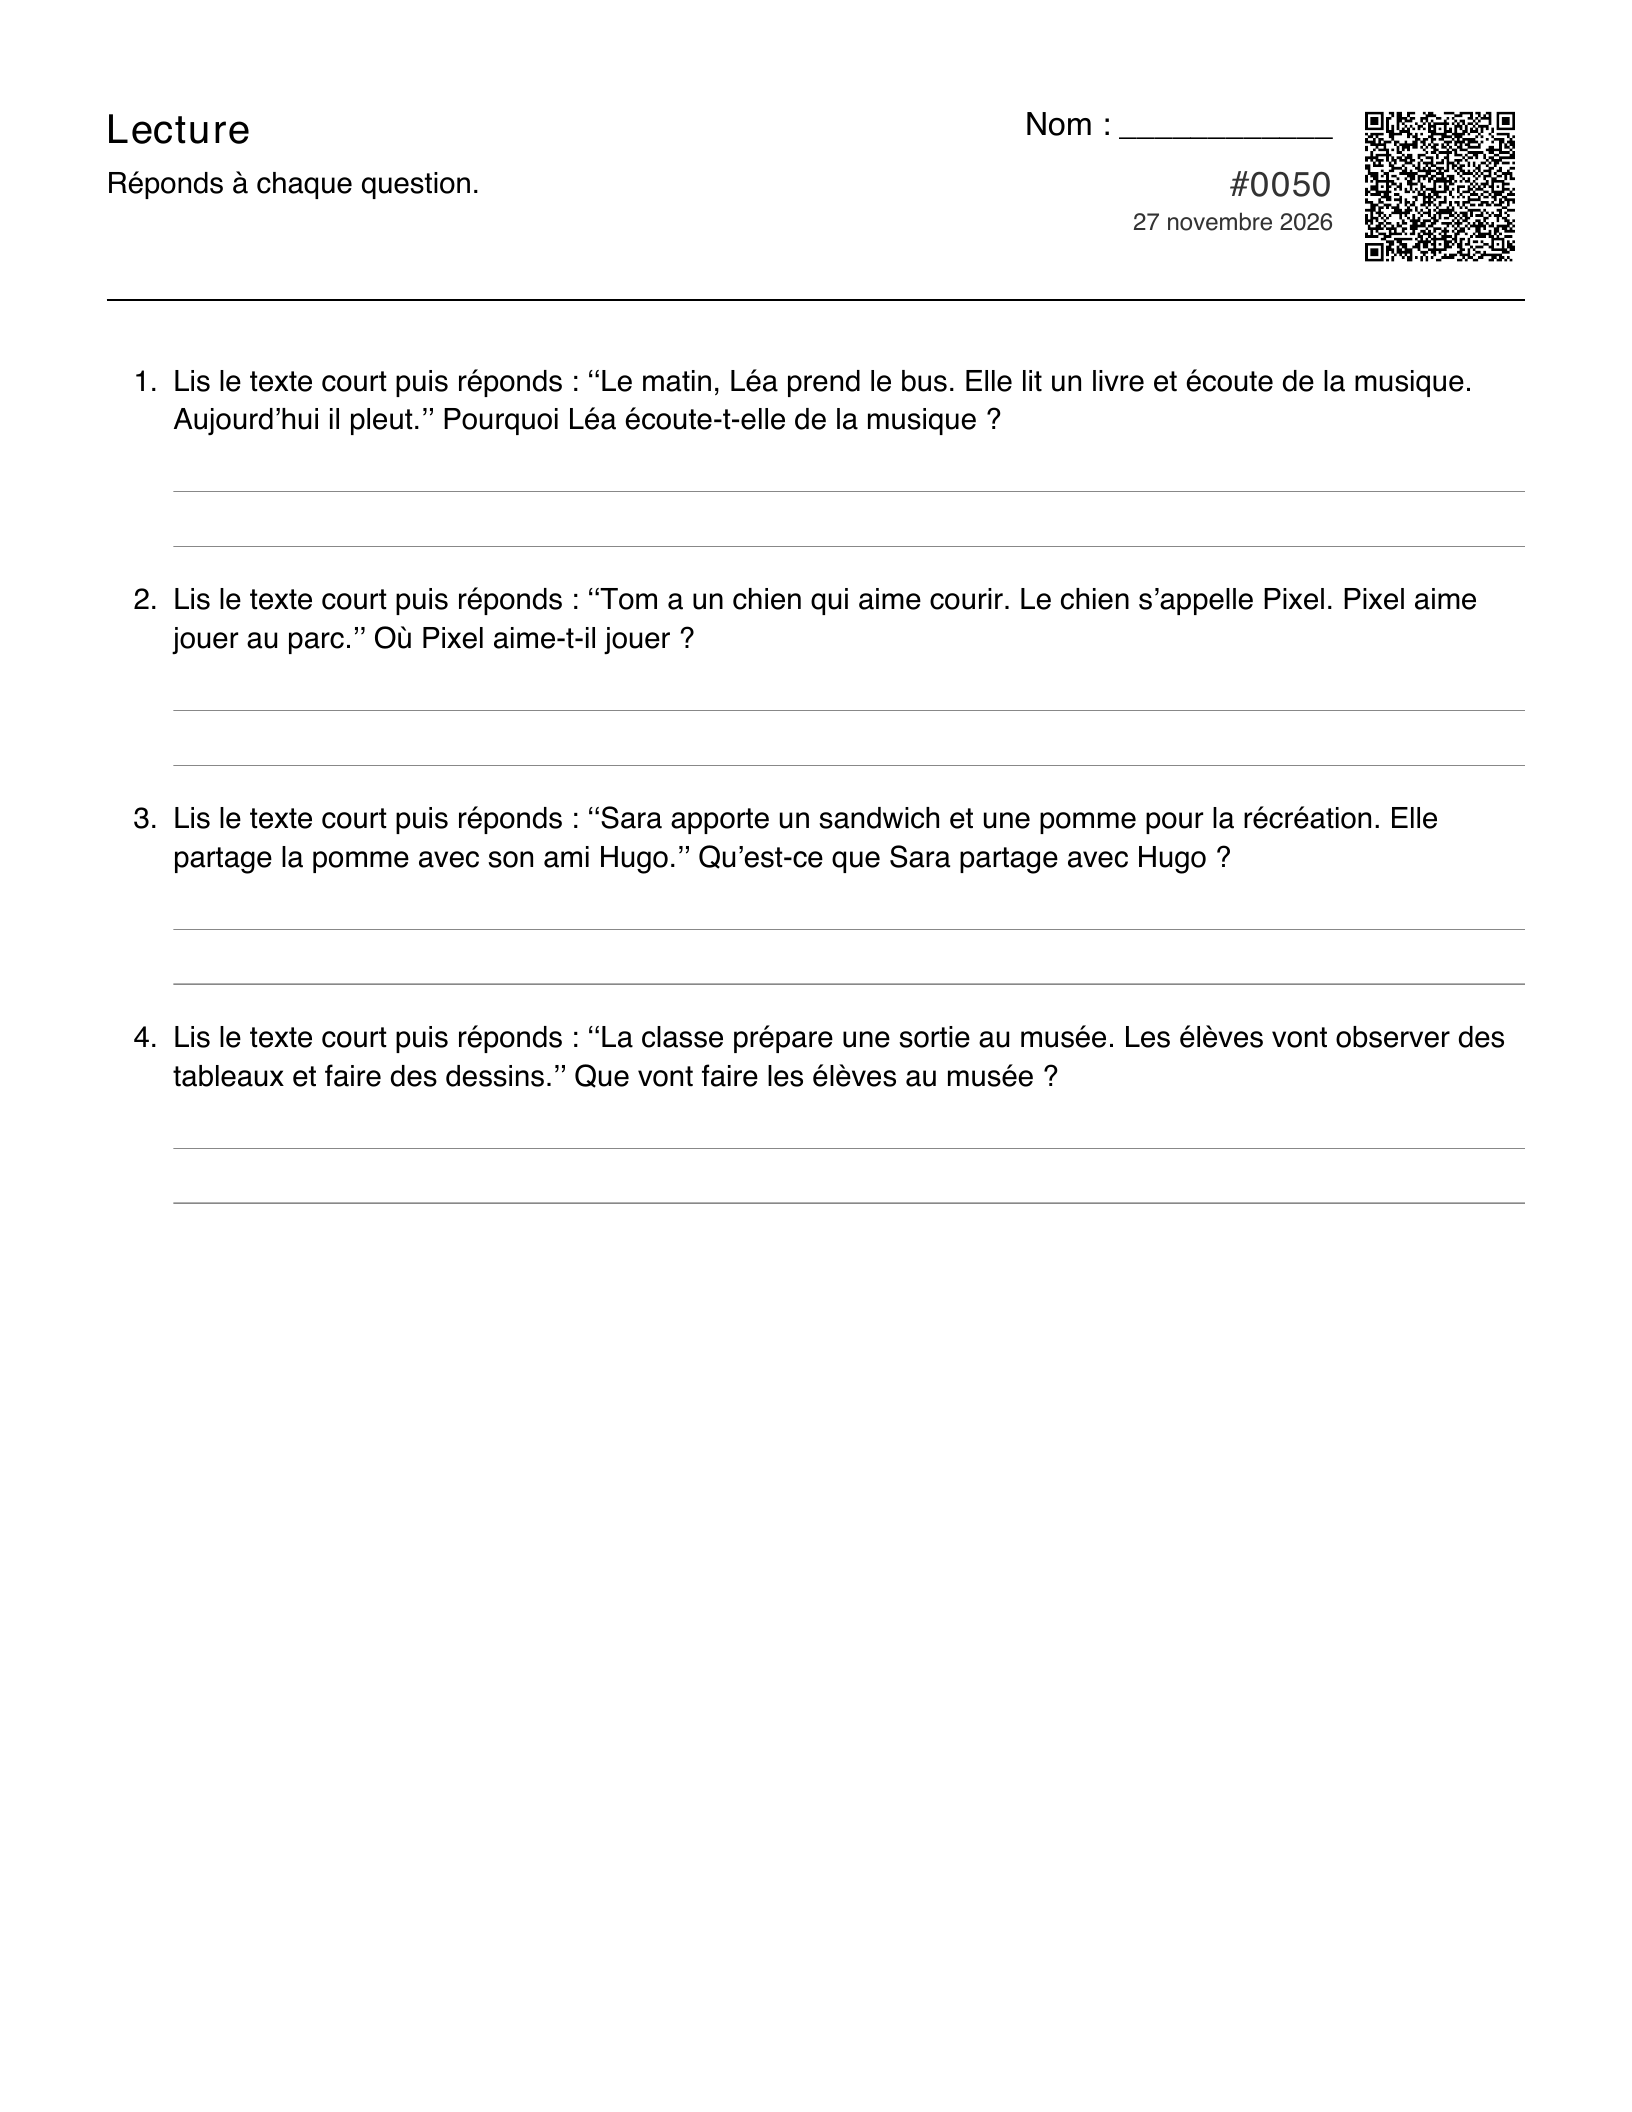 Lecture
Réponds à chaque question.
Nom : ____________
#0050
27 novembre 2026
1. Lis le texte court puis réponds : ‘‘Le matin, Léa prend le bus. Elle lit un livre et écoute de la musique.
Aujourd’hui il pleut.’’ Pourquoi Léa écoute-t-elle de la musique ?
2. Lis le texte court puis réponds : ‘‘Tom a un chien qui aime courir. Le chien s’appelle Pixel. Pixel aime
jouer au parc.’’ Où Pixel aime-t-il jouer ?
3. Lis le texte court puis réponds : ‘‘Sara apporte un sandwich et une pomme pour la récréation. Elle
partage la pomme avec son ami Hugo.’’ Qu’est-ce que Sara partage avec Hugo ?
4. Lis le texte court puis réponds : ‘‘La classe prépare une sortie au musée. Les élèves vont observer des
tableaux et faire des dessins.’’ Que vont faire les élèves au musée ?